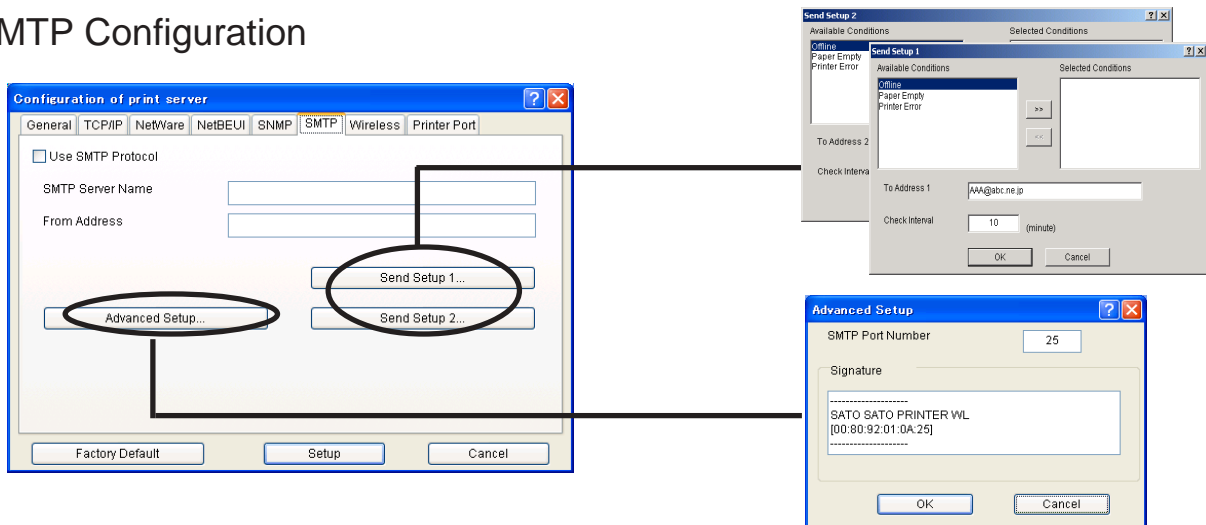 MTP Configuration
Configuration of print server
General TCP/IP NetWare NetBEUI SNMP SMTP Wireless Printer Port
Use SMTP Protocol
SMTP Server Name
From Address
Send Setup 1...
Advanced Setup...
Send Setup 2...
Factory Default
Setup
Cancel
Send Setup 2
Available Conditions
Selected Conditions
Offline
Paper Empty
Printer Error
To Address 2
Check Interva
Send Setup 1
Available Conditions
Selected Conditions
Offline
Paper Empty
Printer Error
>>
<<
To Address 1
AAA@abc.ne.jp
Check Interval
10
(minute)
OK
Cancel
Advanced Setup
SMTP Port Number
25
Signature
--------------------
SATO SATO PRINTER WL
[00:80:92:01:0A:25]
--------------------
OK
Cancel